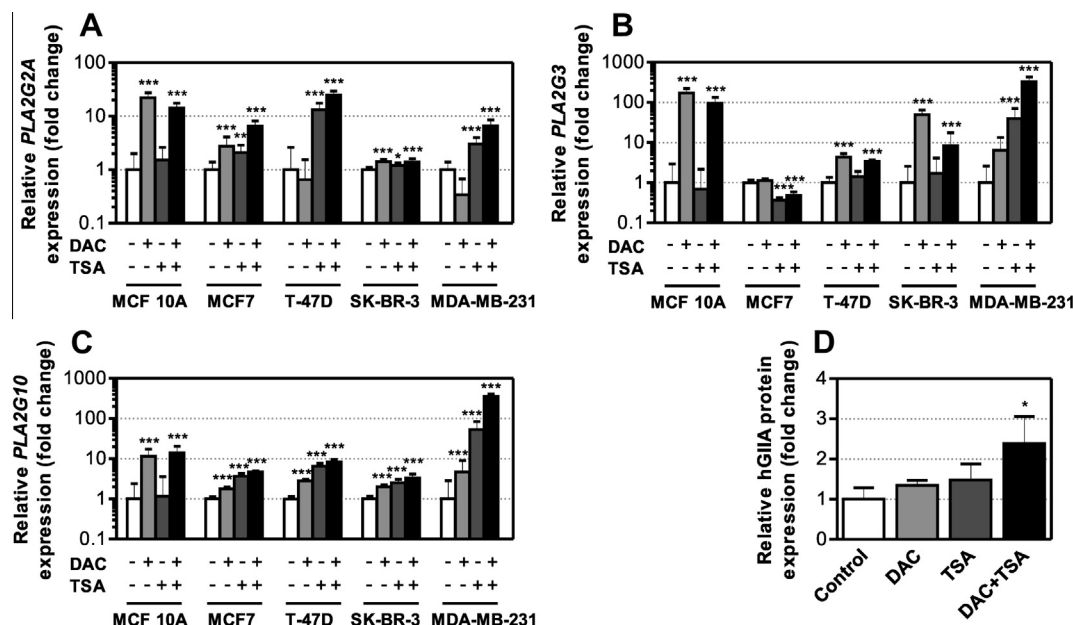 A
Relative PLA2G2A
expression (fold change)
100
10
1
0.1
*** *** *** ** *** *** *** *** * *** *** ***
DAC - + - + - + - + - + - + - + - + - + - +
TSA - - + + - - + + - - + + - - + + - - + +
MCF 10A MCF7 T-47D SK-BR-3 MDA-MB-231
B
Relative PLA2G3
expression (fold change)
1000
100
10
1
0.1
*** *** *** *** *** *** *** *** *** ***
DAC - + - + - + - + - + - + - + - + - + - +
TSA - - + + - - + + - - + + - - + + - - + +
MCF 10A MCF7 T-47D SK-BR-3 MDA-MB-231
C
Relative PLA2G10
expression (fold change)
1000
100
10
1
0.1
*** *** *** *** *** *** *** *** *** *** *** *** *** ***
DAC - + - + - + - + - + - + - + - + - + - +
TSA - - + + - - + + - - + + - - + + - - + +
MCF 10A MCF7 T-47D SK-BR-3 MDA-MB-231
D
Relative hGIIA protein
expression (fold change)
4
3
2
1
0
*
Control DAC TSA DAC+TSA